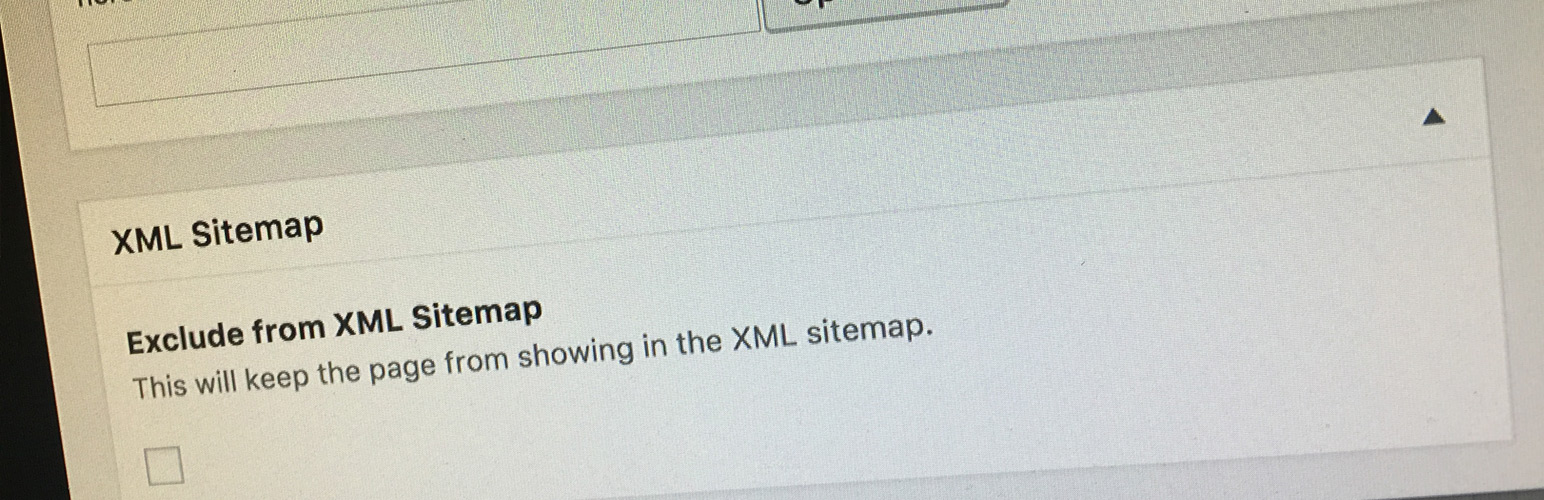 XML Sitemap
Exclude from XML Sitemap
This will keep the page from showing in the XML sitemap.